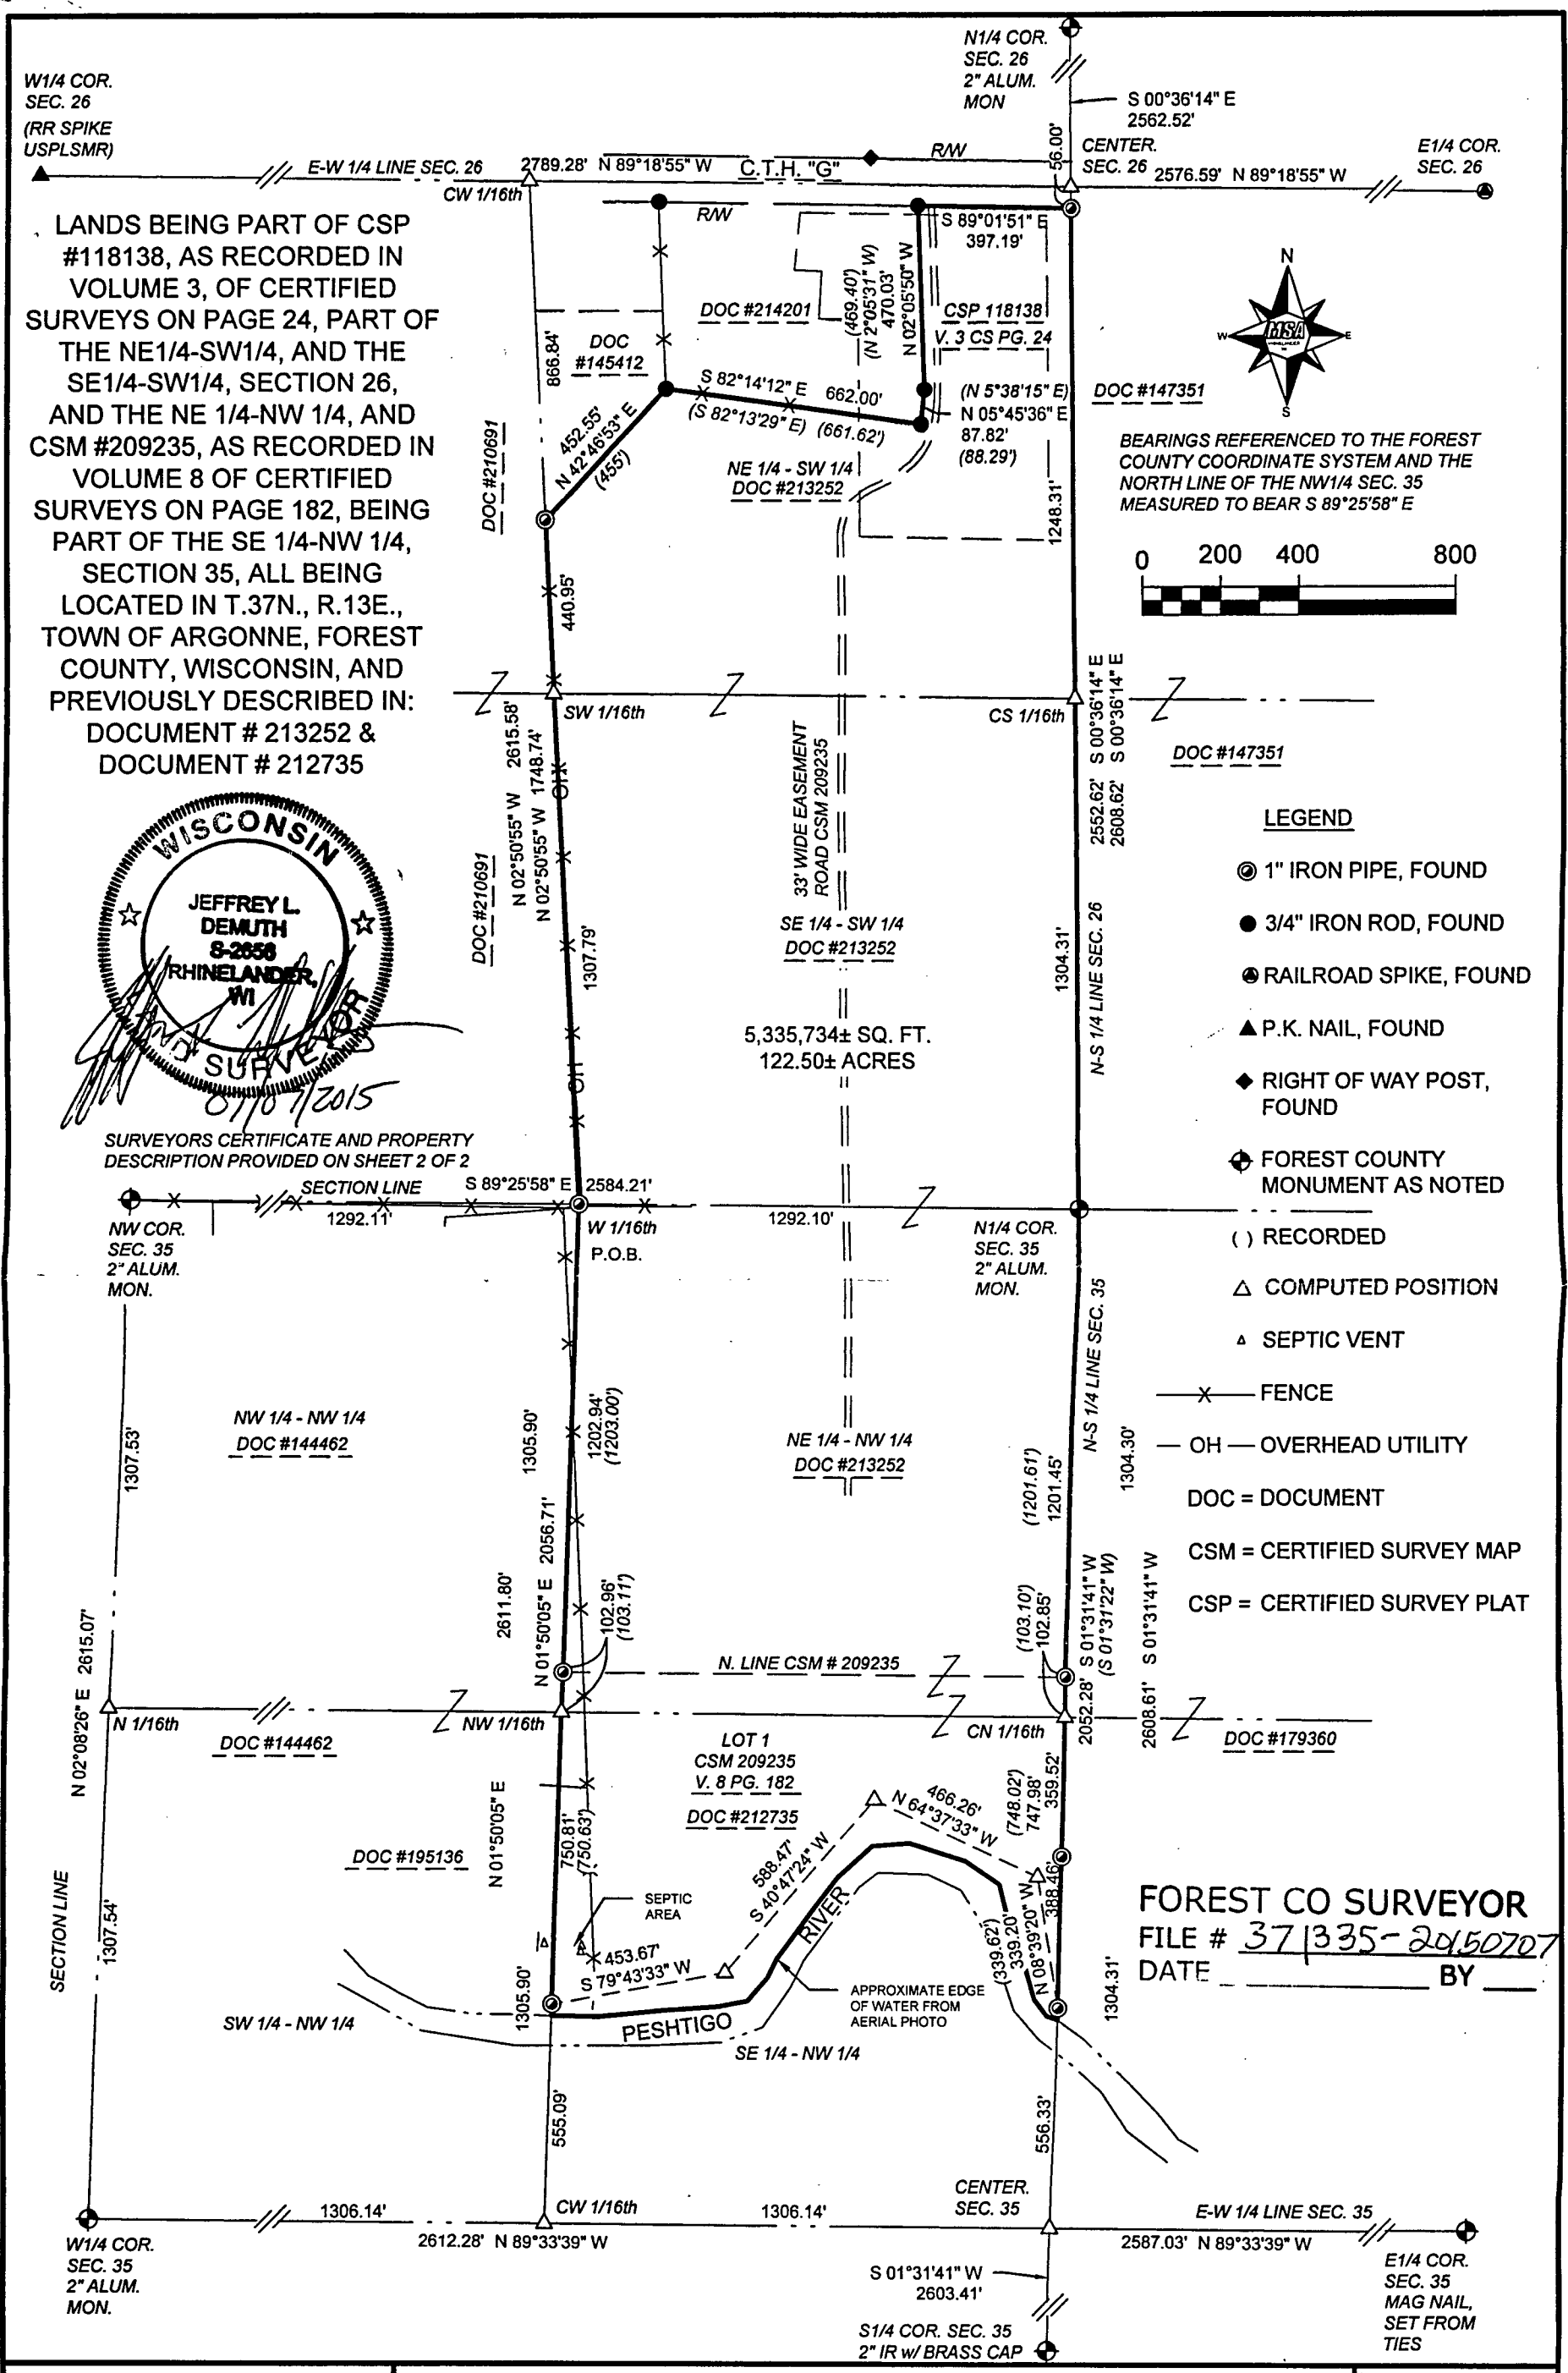 N1/4 COR.
SEC. 26
2" ALUM.
MON
W1/4 COR.
SEC. 26
(RR SPIKE
USPLSMR)
S 00°36'14" E
2562.52'
56.00'
CENTER.
SEC. 26
E1/4 COR.
SEC. 26
E-W 1/4 LINE SEC. 26
2789.28' N 89°18'55" W
C.T.H. "G"
R/W
2576.59' N 89°18'55" W
CW 1/16th
R/W
S 89°01'51" E
397.19'
LANDS BEING PART OF CSP
#118138, AS RECORDED IN
VOLUME 3, OF CERTIFIED
SURVEYS ON PAGE 24, PART OF
THE NE1/4-SW1/4, AND THE
SE1/4-SW1/4, SECTION 26,
AND THE NE 1/4-NW 1/4, AND
CSM #209235, AS RECORDED IN
VOLUME 8 OF CERTIFIED
SURVEYS ON PAGE 182, BEING
PART OF THE SE 1/4-NW 1/4,
SECTION 35, ALL BEING
LOCATED IN T.37N., R.13E.,
TOWN OF ARGONNE, FOREST
COUNTY, WISCONSIN, AND
PREVIOUSLY DESCRIBED IN:
DOCUMENT # 213252 &
DOCUMENT # 212735
866.84'
DOC
#145412
DOC #214201
(469.40')
(N 2°05'31" W)
470.03'
N 02°05'50" W
CSP 118138
V. 3 CS PG. 24
N
W
MSA
E
S
S 82°14'12" E 662.00'
(S 82°13'29" E) (661.62')
(N 5°38'15" E)
N 05°45'36" E
87.82'
(88.29')
DOC #147351
452.55'
N 42°46'53" E
(455')
DOC #210691
NE 1/4 - SW 1/4
DOC #213252
1248.31'
BEARINGS REFERENCED TO THE FOREST
COUNTY COORDINATE SYSTEM AND THE
NORTH LINE OF THE NW1/4 SEC. 35
MEASURED TO BEAR S 89°25'58" E
0 200 400 800
440.95'
SW 1/16th
CS 1/16th
N 02°50'55" W 2615.58'
N 02°50'55" W 1748.74'
OH
33' WIDE EASEMENT
ROAD CSM 209235
2552.62' S 00°36'14" E
2608.62' S 00°36'14" E
DOC #147351
WISCONSIN
JEFFREY L.
DEMUTH
S-2658
RHINELANDER,
WI
LAND SURVEYOR
07/07/2015
DOC #210691
1307.79'
SE 1/4 - SW 1/4
DOC #213252
1304.31'
N-S 1/4 LINE SEC. 26
5,335,734± SQ. FT.
122.50± ACRES
OH
LEGEND
1" IRON PIPE, FOUND
3/4" IRON ROD, FOUND
RAILROAD SPIKE, FOUND
P.K. NAIL, FOUND
RIGHT OF WAY POST,
FOUND
FOREST COUNTY
MONUMENT AS NOTED
( ) RECORDED
COMPUTED POSITION
SEPTIC VENT
FENCE
OH OVERHEAD UTILITY
DOC = DOCUMENT
CSM = CERTIFIED SURVEY MAP
CSP = CERTIFIED SURVEY PLAT
SURVEYORS CERTIFICATE AND PROPERTY
DESCRIPTION PROVIDED ON SHEET 2 OF 2
SECTION LINE
S 89°25'58" E 2584.21'
1292.11'
1292.10'
NW COR.
SEC. 35
2" ALUM.
MON.
W 1/16th
P.O.B.
N1/4 COR.
SEC. 35
2" ALUM.
MON.
N-S 1/4 LINE SEC. 35
NW 1/4 - NW 1/4
DOC #144462
1307.53'
1305.90'
1202.94'
(1203.00')
NE 1/4 - NW 1/4
DOC #213252
(1201.61')
1201.45'
1304.30'
N 02°08'26" E 2615.07'
2611.80'
N 01°50'05" E 2056.71'
102.96'
(103.11')
(103.10')
102.85'
S 01°31'41" W
(S 01°31'22" W)
2052.28'
2608.61' S 01°31'41" W
N. LINE CSM # 209235
N 1/16th
NW 1/16th
CN 1/16th
DOC #144462
DOC #179360
LOT 1
CSM 209235
V. 8 PG. 182
DOC #212735
466.26'
N 64°37'33" W
(748.02')
747.98'
359.52'
N 01°50'05" E
750.81'
(750.63')
DOC #195136
588.47'
S 40°47'24" W
SEPTIC
AREA
388.46'
SECTION LINE
1307.54'
RIVER
(339.62')
339.20'
N 08°39'20" W
FOREST CO SURVEYOR
FILE # 371335-20150707
DATE BY
453.67'
S 79°43'33" W
APPROXIMATE EDGE
OF WATER FROM
AERIAL PHOTO
1305.90'
1304.31'
SW 1/4 - NW 1/4
PESHTIGO
SE 1/4 - NW 1/4
555.09'
556.33'
1306.14'
CW 1/16th
1306.14'
CENTER.
SEC. 35
E-W 1/4 LINE SEC. 35
2612.28' N 89°33'39" W
2587.03' N 89°33'39" W
W1/4 COR.
SEC. 35
2" ALUM.
MON.
S 01°31'41" W
2603.41'
E1/4 COR.
SEC. 35
MAG NAIL,
SET FROM
TIES
S1/4 COR. SEC. 35
2" IR w/ BRASS CAP